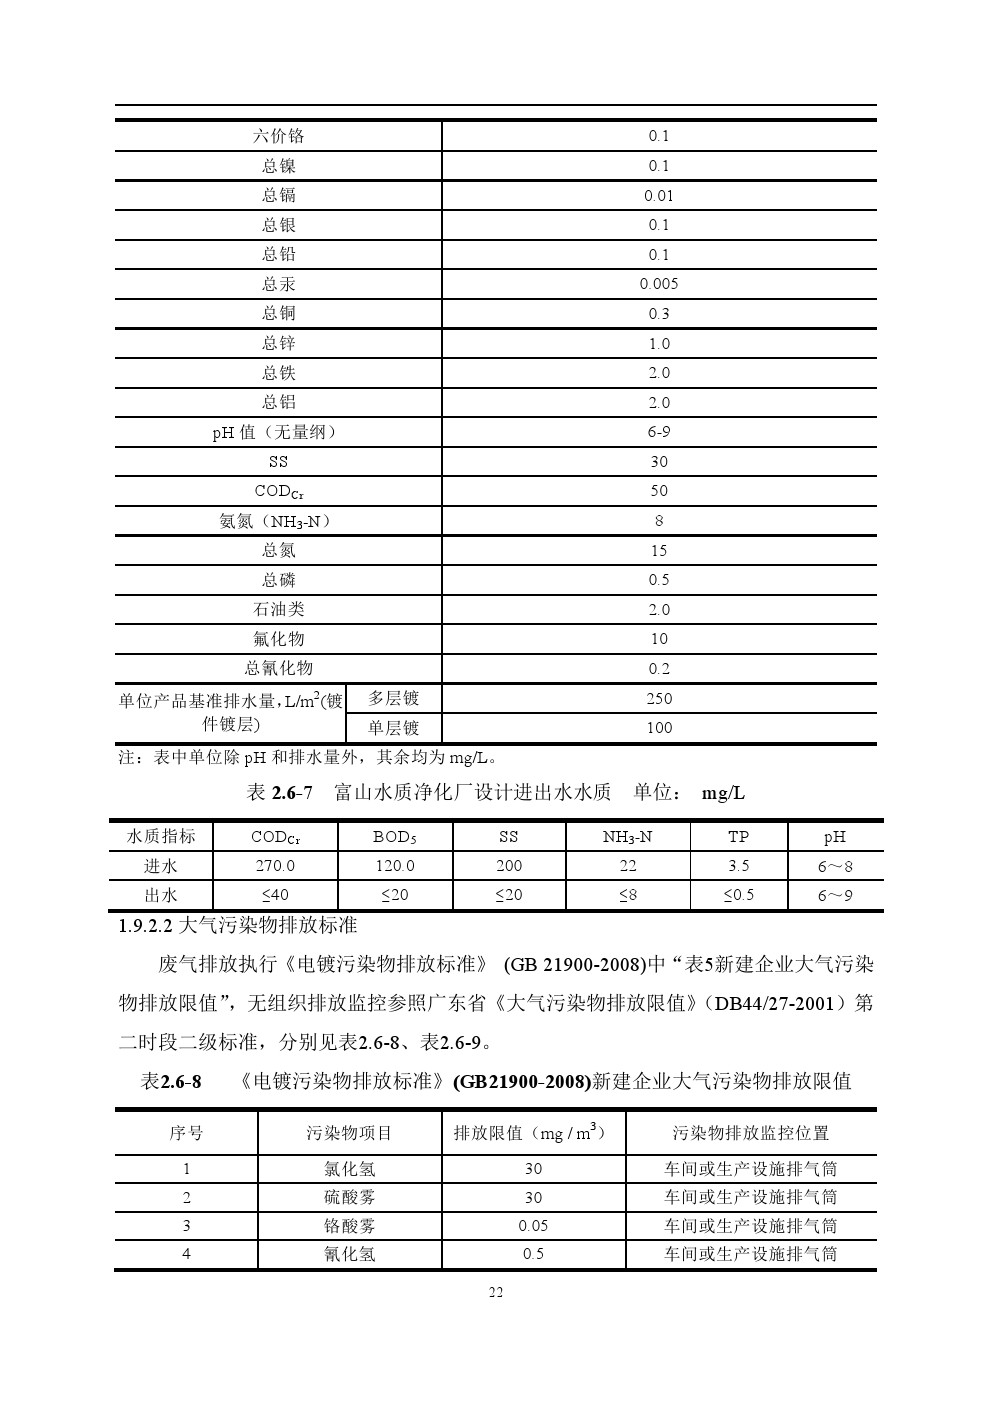 六价铬 0.1
总镍 0.1
总镉 0.01
总银 0.1
总铅 0.1
总汞 0.005
总铜 0.3
总锌 1.0
总铁 2.0
总铝 2.0
pH 值（无量纲） 6-9
SS 30
CODCr 50
氨氮（NH3-N） 8
总氮 15
总磷 0.5
石油类 2.0
氟化物 10
总氰化物 0.2
单位产品基准排水量，L/m2(镀件镀层) 多层镀 250
单层镀 100
注：表中单位除 pH 和排水量外，其余均为 mg/L。
表 2.6-7 富山水质净化厂设计进出水水质 单位： mg/L
水质指标 CODCr BOD5 SS NH3-N TP pH
进水 270.0 120.0 200 22 3.5 6～8
出水 ≤40 ≤20 ≤20 ≤8 ≤0.5 6～9
1.9.2.2 大气污染物排放标准
废气排放执行《电镀污染物排放标准》 (GB 21900-2008)中“表5新建企业大气污染
物排放限值”，无组织排放监控参照广东省《大气污染物排放限值》（DB44/27-2001）第
二时段二级标准，分别见表2.6-8、表2.6-9。
表2.6-8 《电镀污染物排放标准》(GB21900-2008)新建企业大气污染物排放限值
序号 污染物项目 排放限值（mg / m3） 污染物排放监控位置
1 氯化氢 30 车间或生产设施排气筒
2 硫酸雾 30 车间或生产设施排气筒
3 铬酸雾 0.05 车间或生产设施排气筒
4 氰化氢 0.5 车间或生产设施排气筒
22